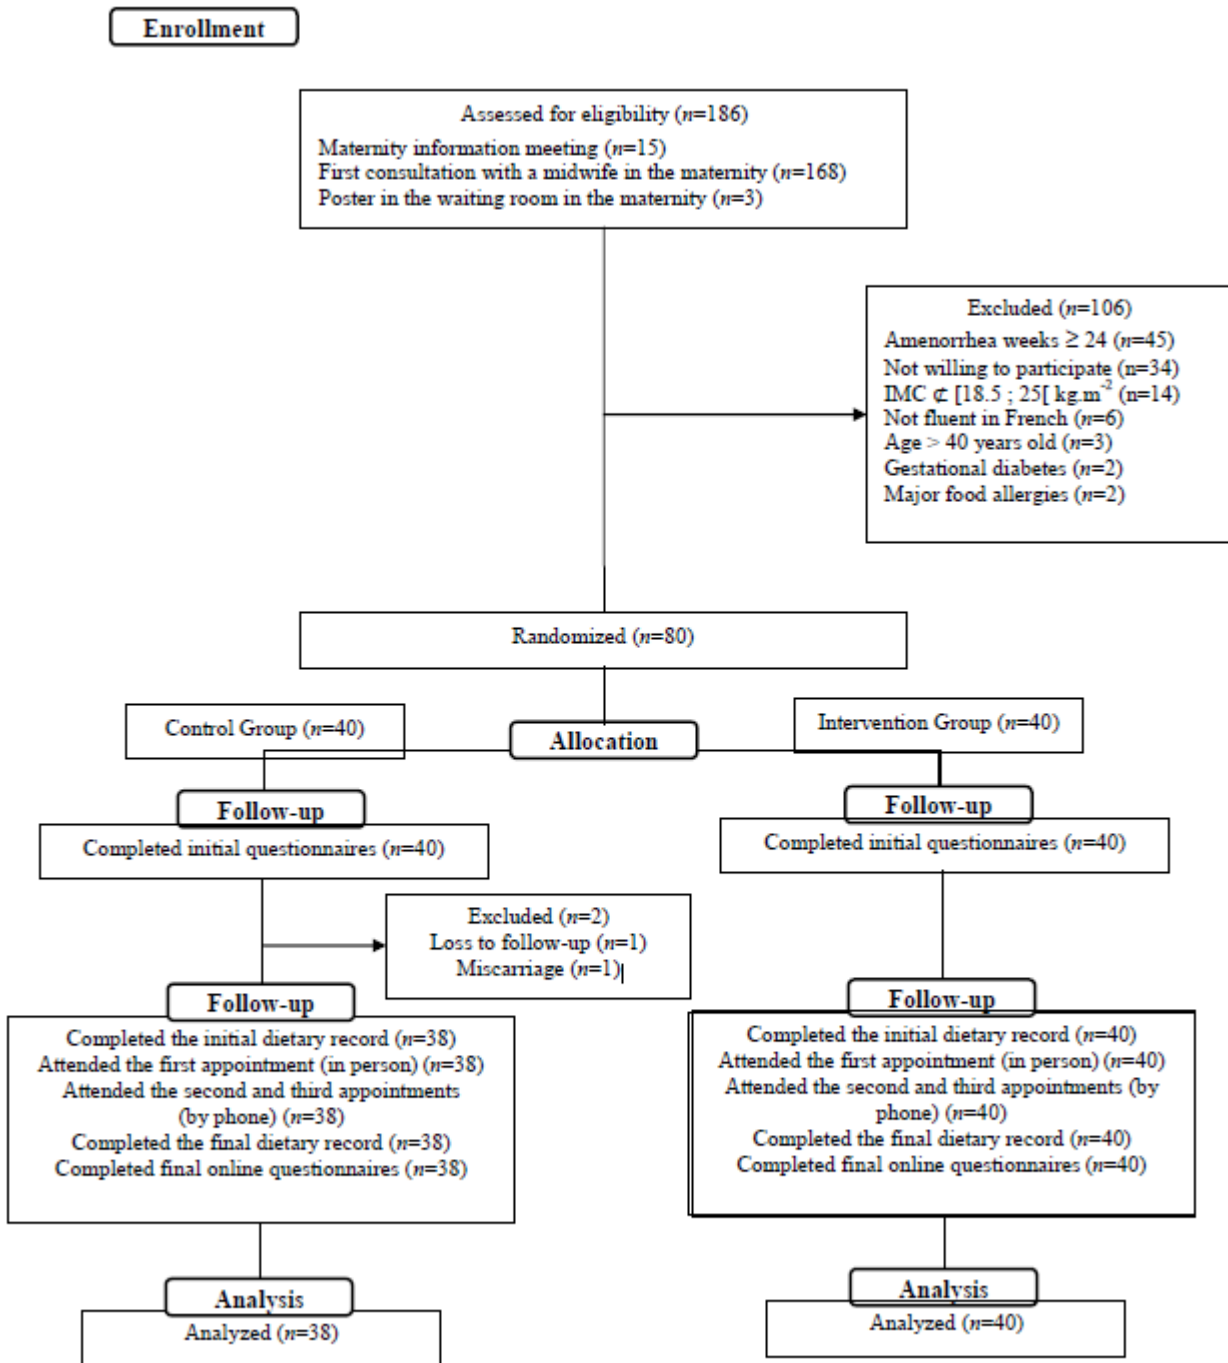 Enrollment
Assessed for eligibility (n=186)
Maternity information meeting (n=15)
First consultation with a midwife in the maternity (n=168)
Poster in the waiting room in the maternity (n=3)
Excluded (n=106)
Amenorrhea weeks ≥ 24 (n=45)
Not willing to participate (n=34)
IMC ⊄ [18.5 ; 25[ kg.m⁻² (n=14)
Not fluent in French (n=6)
Age > 40 years old (n=3)
Gestational diabetes (n=2)
Major food allergies (n=2)
Randomized (n=80)
Control Group (n=40)
Allocation
Intervention Group (n=40)
Follow-up
Completed initial questionnaires (n=40)
Follow-up
Completed initial questionnaires (n=40)
Excluded (n=2)
Loss to follow-up (n=1)
Miscarriage (n=1)
Follow-up
Completed the initial dietary record (n=38)
Attended the first appointment (in person) (n=38)
Attended the second and third appointments
(by phone) (n=38)
Completed the final dietary record (n=38)
Completed final online questionnaires (n=38)
Follow-up
Completed the initial dietary record (n=40)
Attended the first appointment (in person) (n=40)
Attended the second and third appointments (by
phone) (n=40)
Completed the final dietary record (n=40)
Completed final online questionnaires (n=40)
Analysis
Analyzed (n=38)
Analysis
Analyzed (n=40)